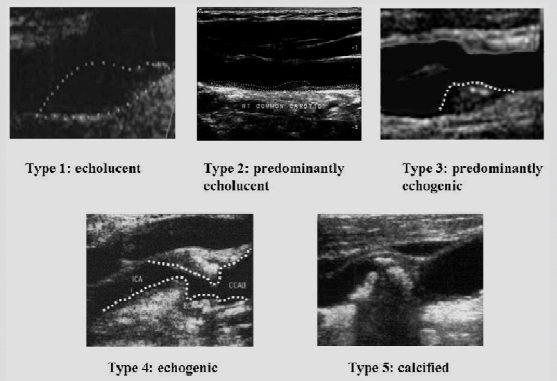 RT COMMON CAROTID
Type 1: echolucent
Type 2: predominantly
echolucent
Type 3: predominantly
echogenic
ICA
CCA
Type 4: echogenic
Type 5: calcified